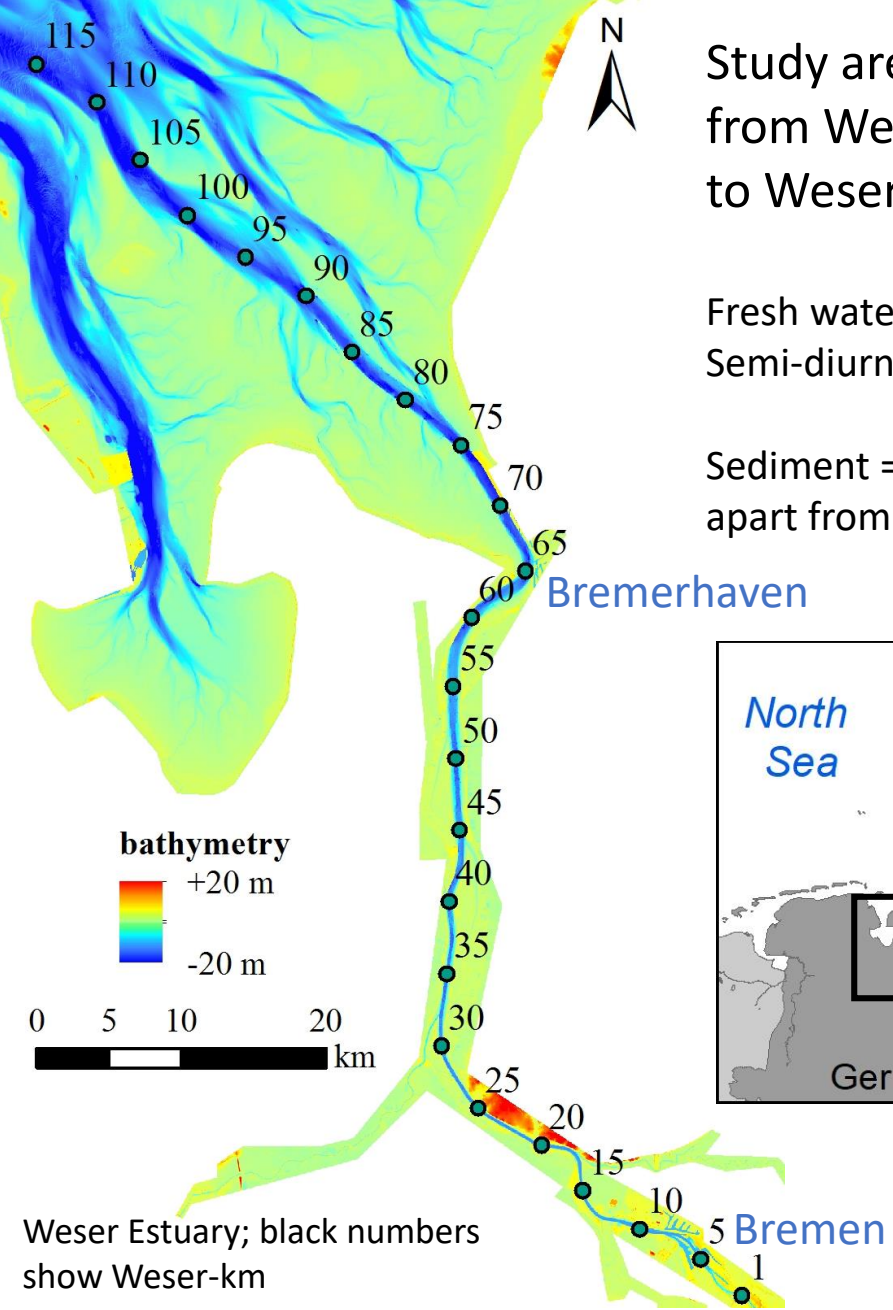 115
110
105
100
95
90
85
80
75
70
65
60
55
50
45
40
35
30
25
20
15
10
5
1
N
Study are
from We
to Weser
Fresh wate
Semi-diurn
Sediment =
apart from
Bremerhaven
North
Sea
Ger
bathymetry
+20 m
-20 m
0 5 10 20
km
Bremen
Weser Estuary; black numbers
show Weser-km